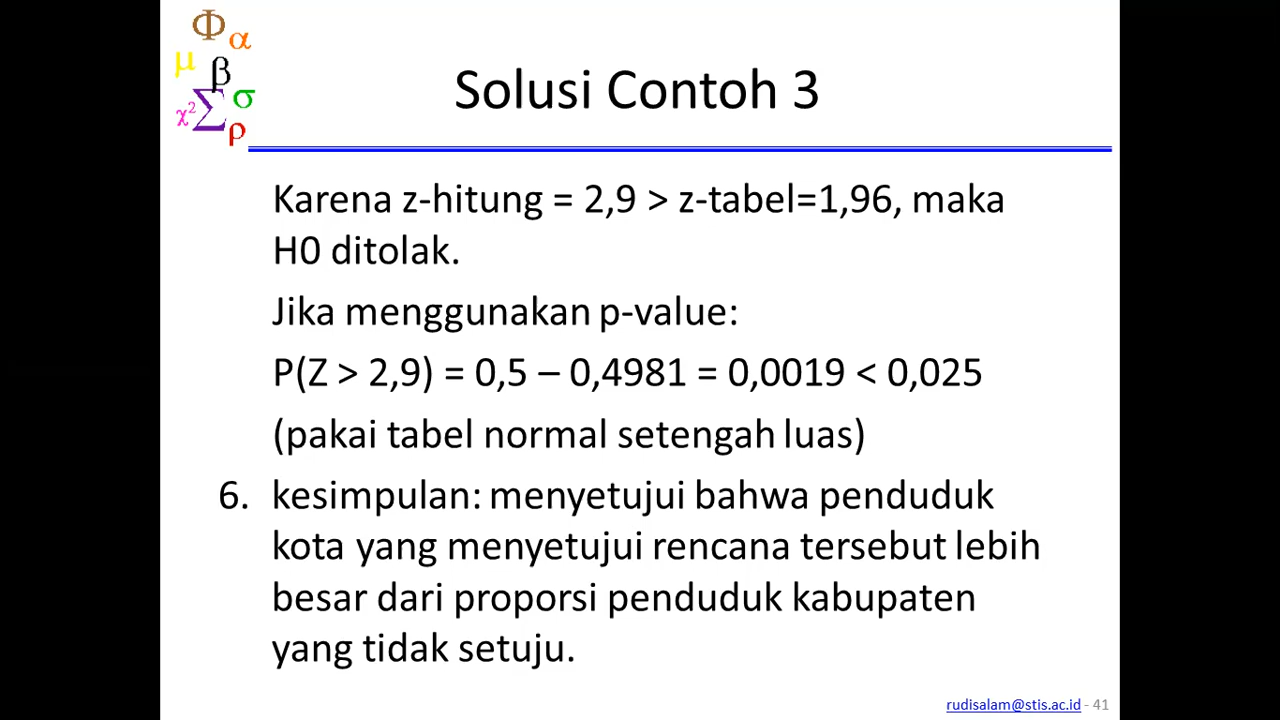 Φ α
μ β
χ² Σ σ
ρ
Solusi Contoh 3
Karena z-hitung = 2,9 > z-tabel=1,96, maka
H0 ditolak.
Jika menggunakan p-value:
P(Z > 2,9) = 0,5 – 0,4981 = 0,0019 < 0,025
(pakai tabel normal setengah luas)
6. kesimpulan: menyetujui bahwa penduduk
kota yang menyetujui rencana tersebut lebih
besar dari proporsi penduduk kabupaten
yang tidak setuju.
rudisalam@stis.ac.id - 41